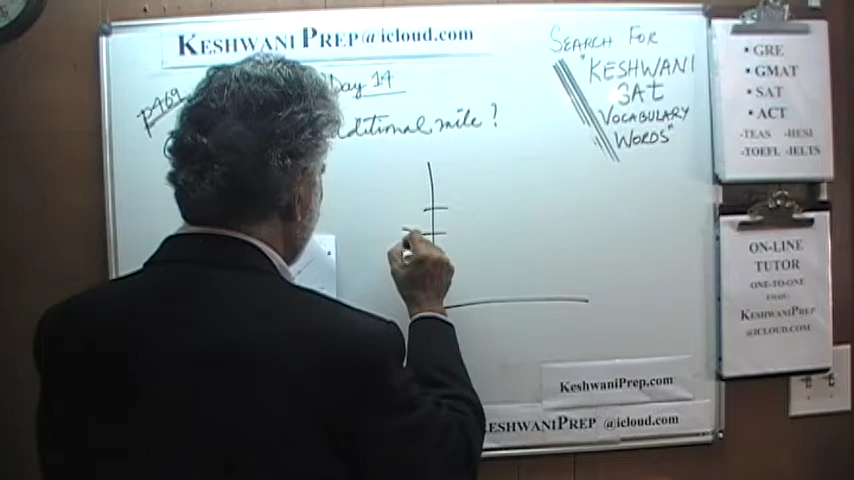 KESHWANI PREP@icloud.com
SEARCH FOR
"KESHWANI
SAT
VOCABULARY
WORDS"
P469
Day 14
additional mile?
• GRE
• GMAT
• SAT
• ACT
-TEAS -HESI
-TOEFL -IELTS
ON-LINE
TUTOR
ONE-TO-ONE
EMAIL:
KESHWANIPREP
@ICLOUD.COM
KeshwaniPrep.com
KESHWANIPREP @icloud.com